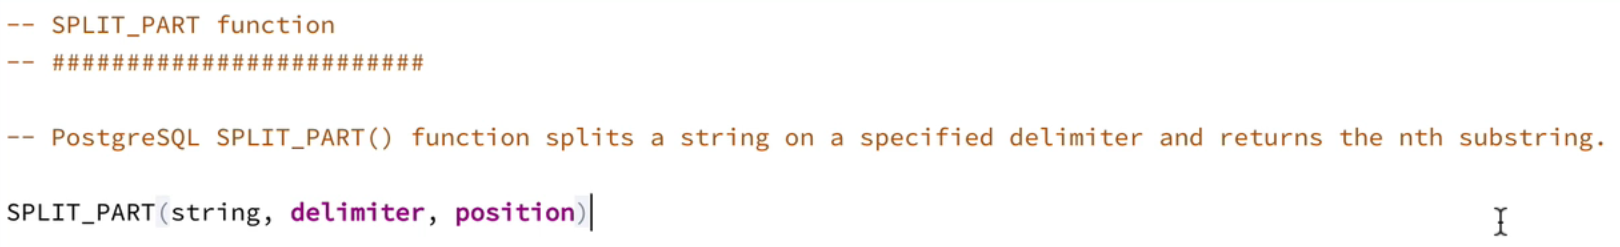 -- SPLIT_PART function
-- #########################
-- PostgreSQL SPLIT_PART() function splits a string on a specified delimiter and returns the nth substring.
SPLIT_PART(string, delimiter, position)